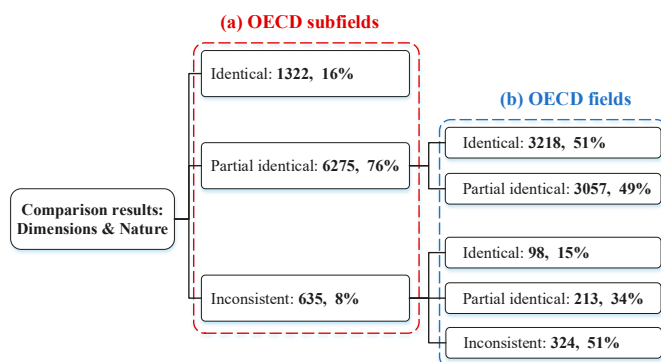 (a) OECD subfields
Identical: 1322, 16%
(b) OECD fields
Identical: 3218, 51%
Partial identical: 6275, 76%
Partial identical: 3057, 49%
Comparison results:
Dimensions & Nature
Identical: 98, 15%
Inconsistent: 635, 8%
Partial identical: 213, 34%
Inconsistent: 324, 51%